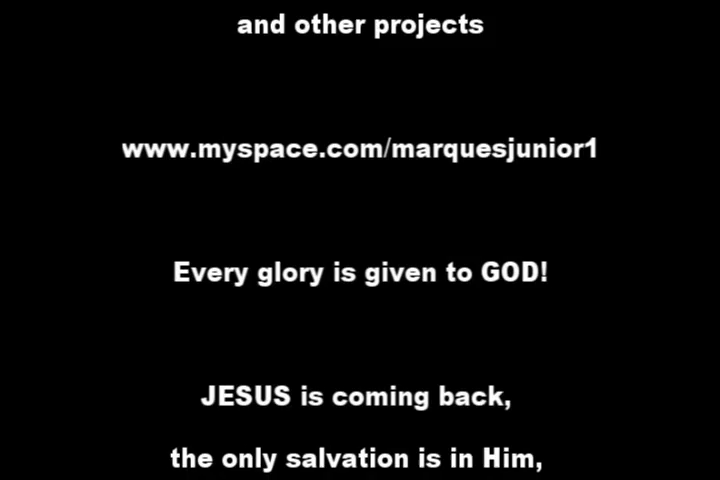 and other projects
www.myspace.com/marquesjunior1
Every glory is given to GOD!
JESUS is coming back,
the only salvation is in Him,